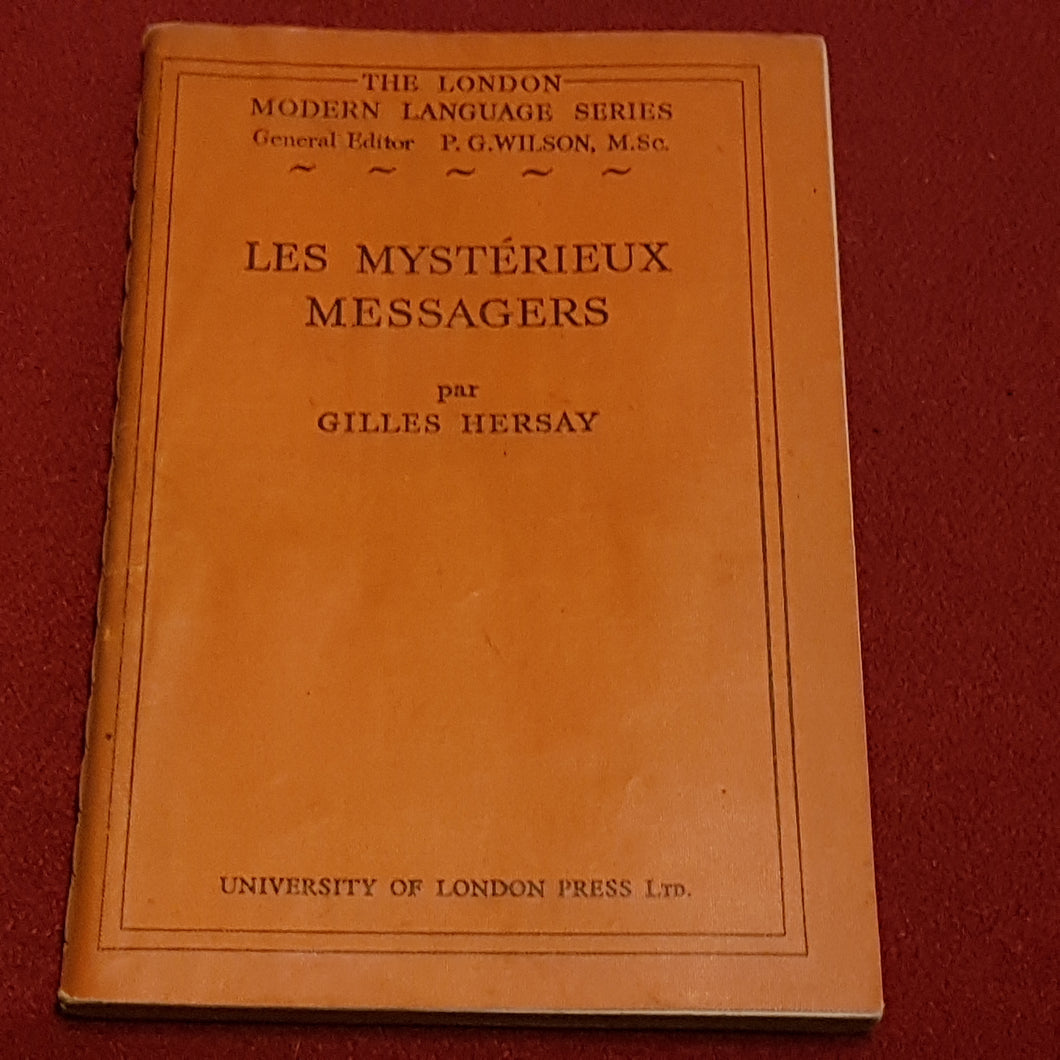 THE LONDON
MODERN LANGUAGE SERIES
General Editor P. G. WILSON, M.Sc.
~ ~ ~ ~ ~
LES MYSTÉRIEUX
MESSAGERS
par
GILLES HERSAY
UNIVERSITY OF LONDON PRESS LTD.